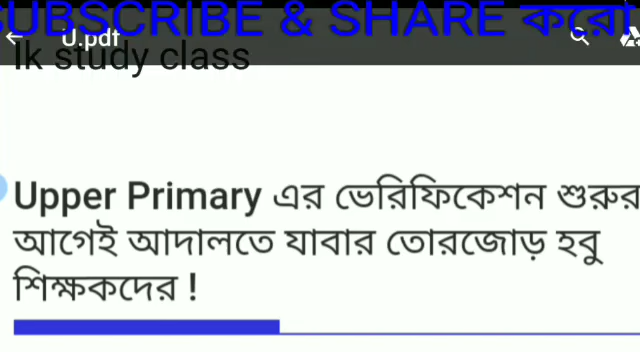 SUBSCRIBE & SHARE করো
U.pdf
lk study class
Upper Primary এর ভেরিফিকেশন শুরুর
আগেই আদালতে যাবার তোরজোড় হবু
শিক্ষকদের !